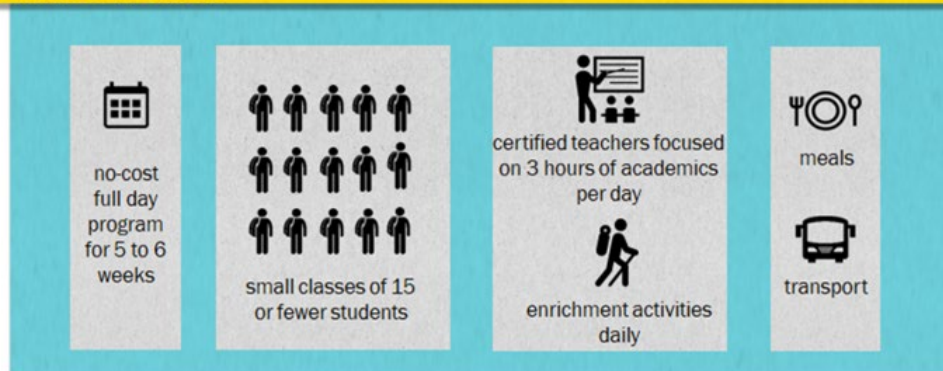 no-cost
full day
program
for 5 to 6
weeks
small classes of 15
or fewer students
certified teachers focused
on 3 hours of academics
per day
enrichment activities
daily
meals
transport